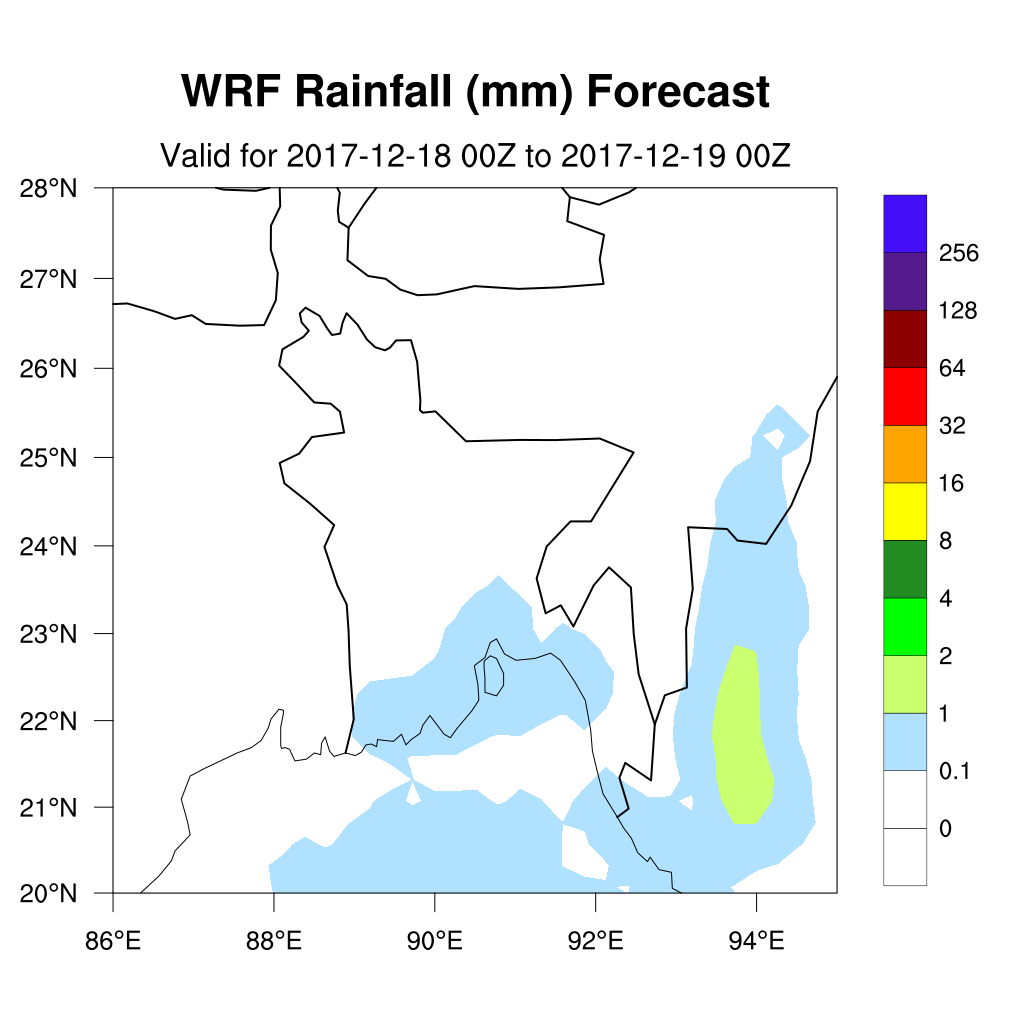 WRF Rainfall (mm) Forecast
Valid for 2017-12-18 00Z to 2017-12-19 00Z
28°N
27°N
26°N
25°N
24°N
23°N
22°N
21°N
20°N
86°E
88°E
90°E
92°E
94°E
256
128
64
32
16
8
4
2
1
0.1
0